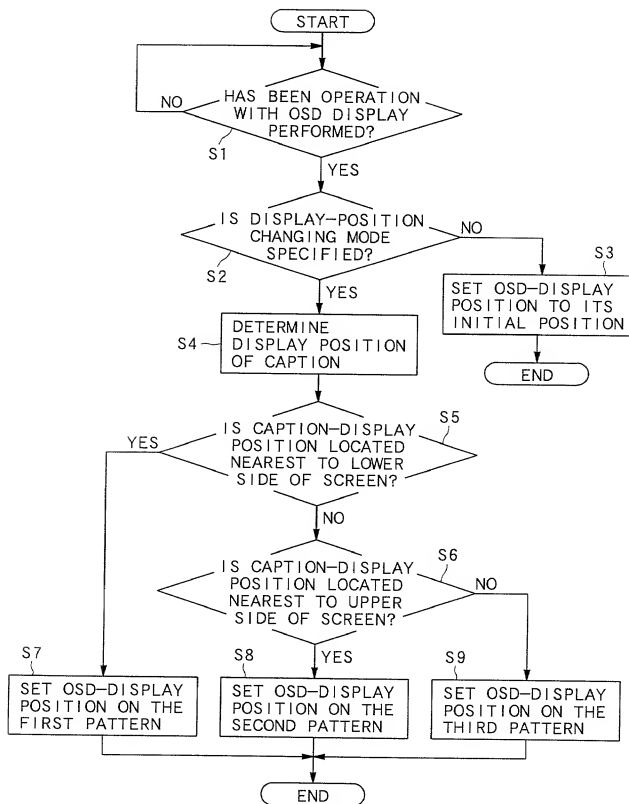 START
HAS BEEN OPERATION
WITH OSD DISPLAY
PERFORMED?
NO
S1
YES
IS DISPLAY-POSITION
CHANGING MODE
SPECIFIED?
NO
S2
YES
S3
SET OSD-DISPLAY
POSITION TO ITS
INITIAL POSITION
END
S4
DETERMINE
DISPLAY POSITION
OF CAPTION
S5
IS CAPTION-DISPLAY
POSITION LOCATED
NEAREST TO LOWER
SIDE OF SCREEN?
YES
NO
S6
IS CAPTION-DISPLAY
POSITION LOCATED
NEAREST TO UPPER
SIDE OF SCREEN?
NO
YES
S7
SET OSD-DISPLAY
POSITION ON THE
FIRST PATTERN
S8
SET OSD-DISPLAY
POSITION ON THE
SECOND PATTERN
S9
SET OSD-DISPLAY
POSITION ON THE
THIRD PATTERN
END